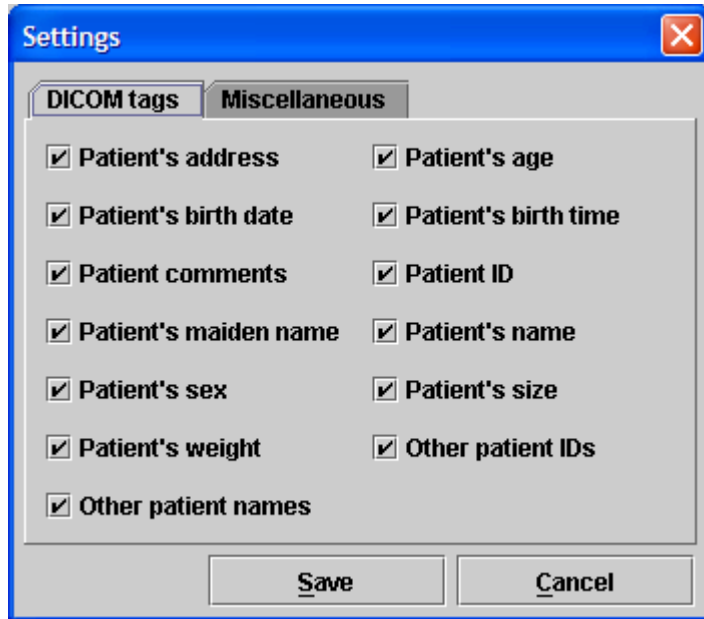 Settings
DICOM tags Miscellaneous
Patient's address Patient's age
Patient's birth date Patient's birth time
Patient comments Patient ID
Patient's maiden name Patient's name
Patient's sex Patient's size
Patient's weight Other patient IDs
Other patient names
Save Cancel